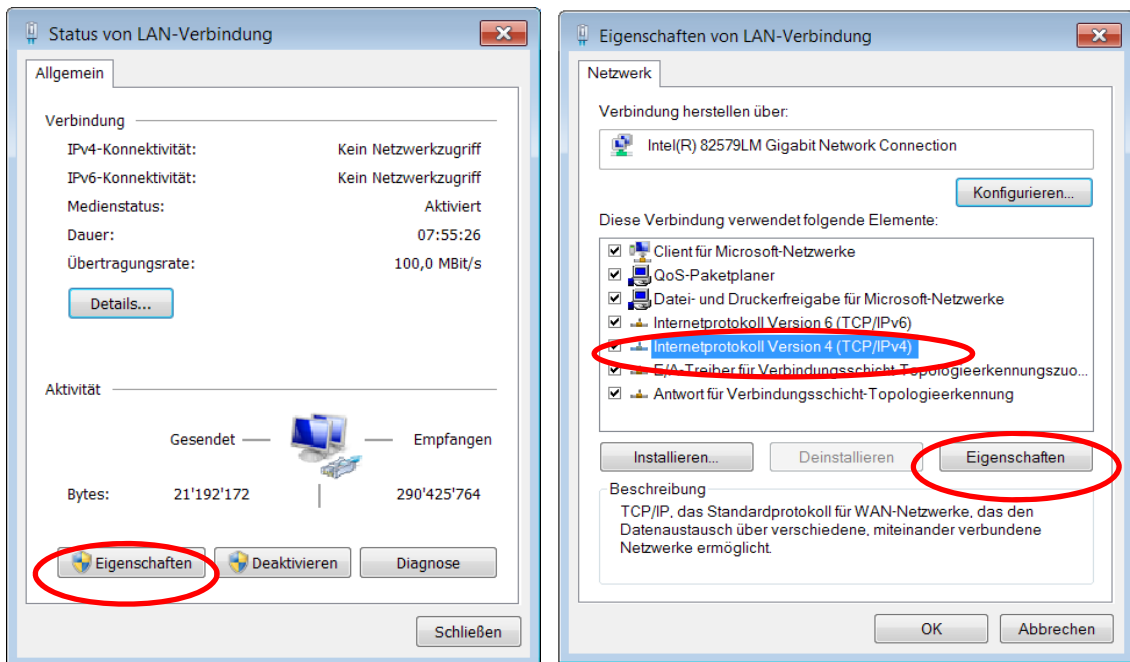 Status von LAN-Verbindung
Allgemein
Verbindung
IPv4-Konnektivität: Kein Netzwerkzugriff
IPv6-Konnektivität: Kein Netzwerkzugriff
Medienstatus: Aktiviert
Dauer: 07:55:26
Übertragungsrate: 100,0 MBit/s
Details...
Aktivität
Gesendet Empfangen
Bytes: 21'192'172 290'425'764
Eigenschaften Deaktivieren Diagnose
Schließen
Eigenschaften von LAN-Verbindung
Netzwerk
Verbindung herstellen über:
Intel(R) 82579LM Gigabit Network Connection
Konfigurieren...
Diese Verbindung verwendet folgende Elemente:
Client für Microsoft-Netzwerke
QoS-Paketplaner
Datei- und Druckerfreigabe für Microsoft-Netzwerke
Internetprotokoll Version 6 (TCP/IPv6)
Internetprotokoll Version 4 (TCP/IPv4)
E/A-Treiber für Verbindungsschicht-Topologieerkennungszuo...
Antwort für Verbindungsschicht-Topologieerkennung
Installieren... Deinstallieren Eigenschaften
Beschreibung
TCP/IP, das Standardprotokoll für WAN-Netzwerke, das den
Datenaustausch über verschiedene, miteinander verbundene
Netzwerke ermöglicht.
OK Abbrechen